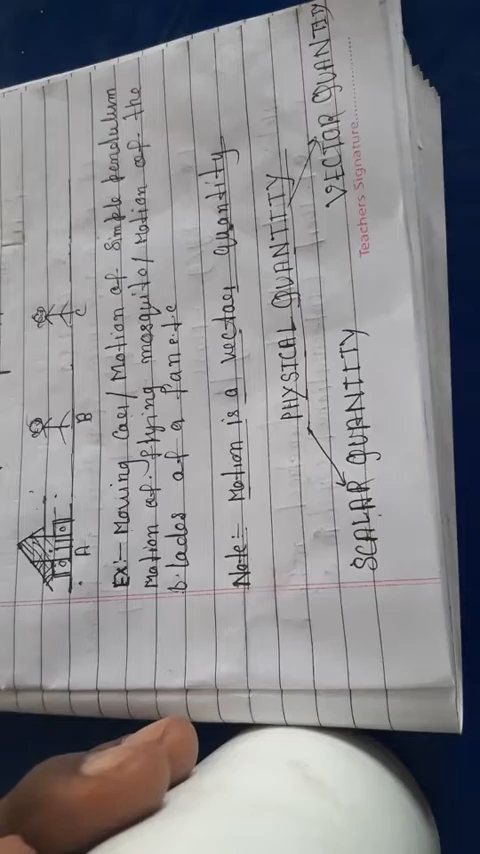 A B C
Ex:- Moving Car/ Motion of Simple pendulum
Motion of flying mosquito/ Motion of the
blades of a fan etc
Note:- Motion is a vector quantity
PHYSICAL QUANTITY
SCALAR QUANTITY VECTOR QUANTITY
Teachers Signature